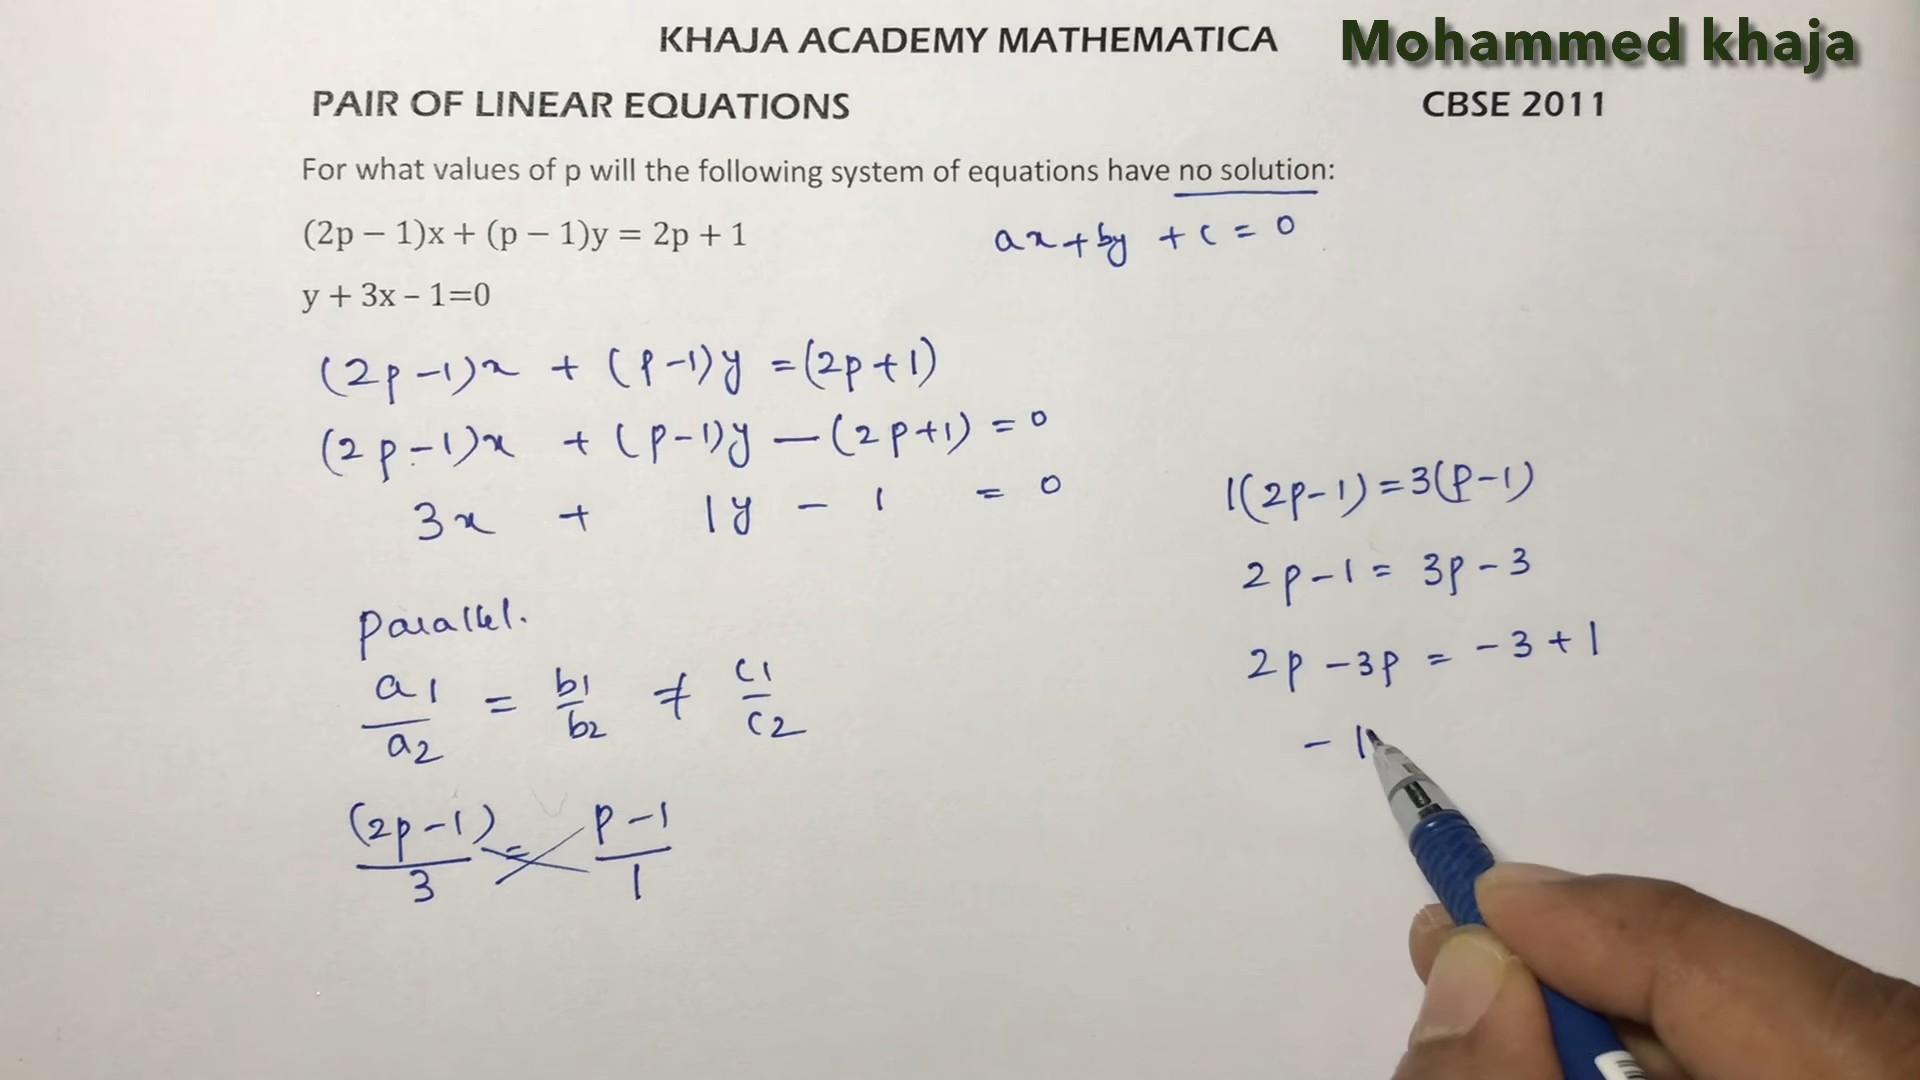 KHAJA ACADEMY MATHEMATICA
Mohammed khaja
PAIR OF LINEAR EQUATIONS
CBSE 2011
For what values of p will the following system of equations have no solution:
(2p – 1)x + (p – 1)y = 2p + 1
ax + by + c = 0
y + 3x – 1=0
(2p - 1)x + (p - 1)y = (2p + 1)
(2p - 1)x + (p - 1)y — (2p + 1) = 0
3x + 1y - 1 = 0
parallel.
a1/a2 = b1/b2 ≠ c1/c2
(2p - 1)/3 = p - 1/1
1(2p - 1) = 3(p - 1)
2p - 1 = 3p - 3
2p - 3p = - 3 + 1
- 1